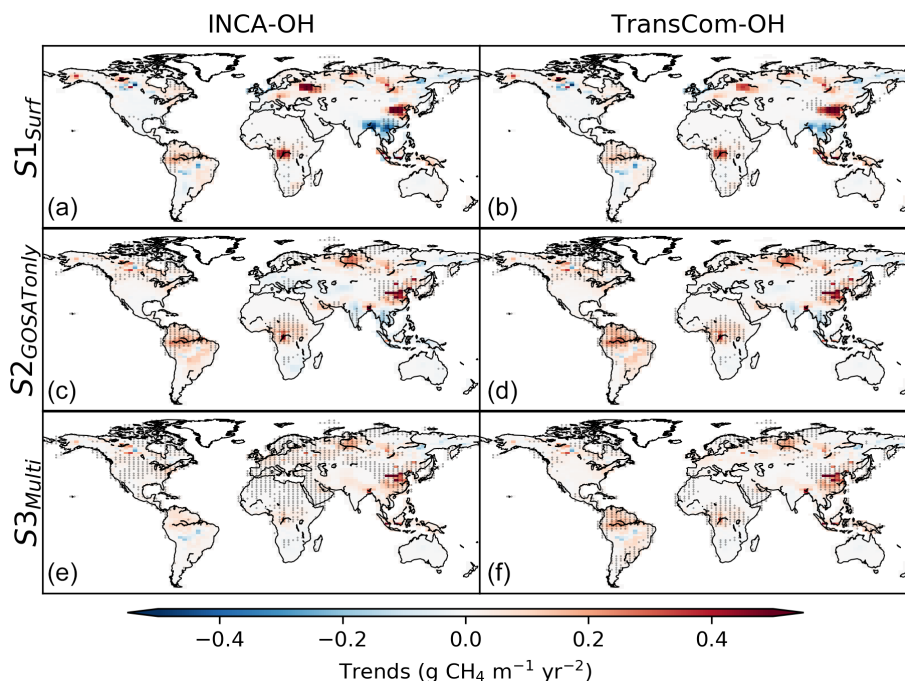 INCA-OH
TransCom-OH
S1Surf
(a)
(b)
S2GOSATonly
(c)
(d)
S3Multi
(e)
(f)
−0.4 −0.2 0.0 0.2 0.4
Trends (g CH₄ m⁻¹ yr⁻²)